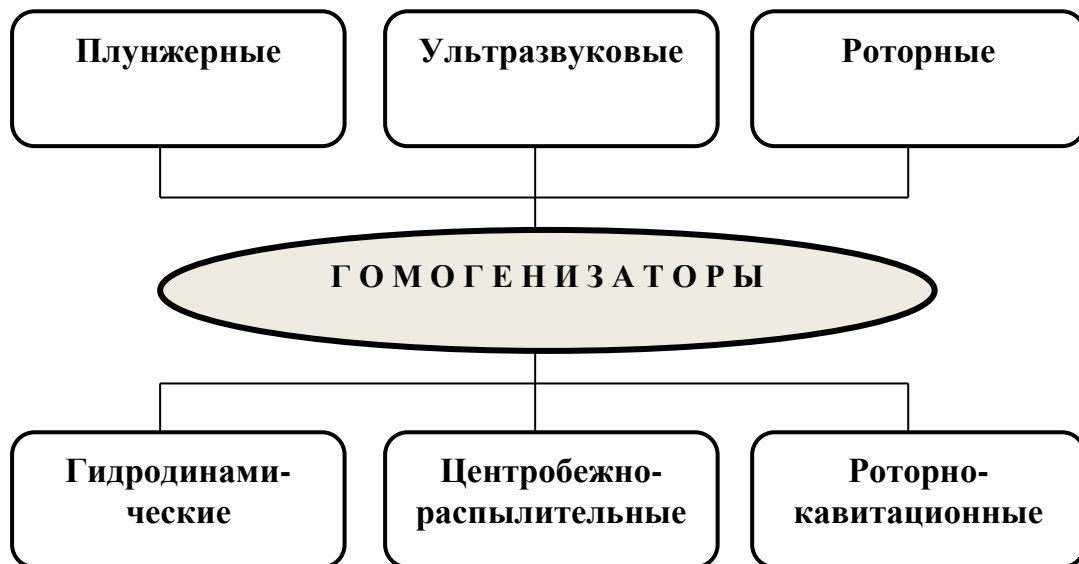 Плунжерные
Ультразвуковые
Роторные
Г О М О Г Е Н И З А Т О Р Ы
Гидродинами-
ческие
Центробежно-
распылительные
Роторно-
кавитационные